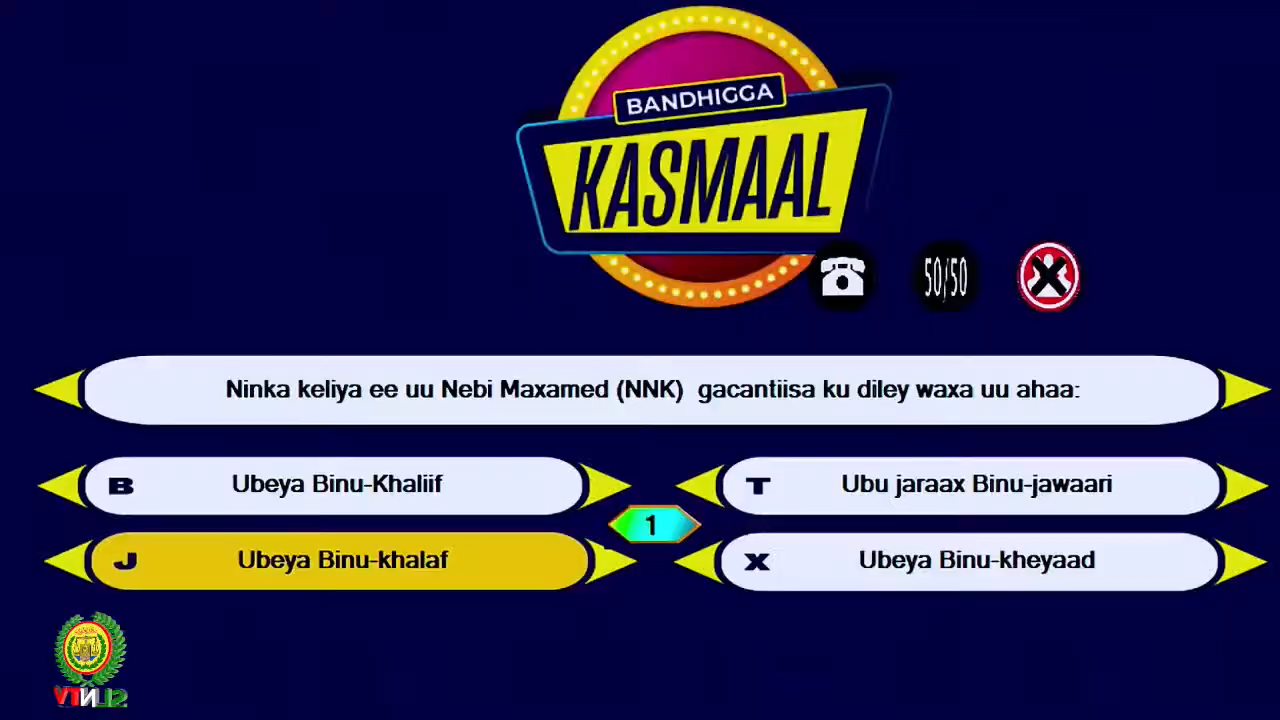 BANDHIGGA
KASMAAL
50/50
Ninka keliya ee uu Nebi Maxamed (NNK) gacantiisa ku diley waxa uu ahaa:
B Ubeya Binu-Khaliif
T Ubu jaraax Binu-jawaari
1
J Ubeya Binu-khalaf
X Ubeya Binu-kheyaad
SLNTV